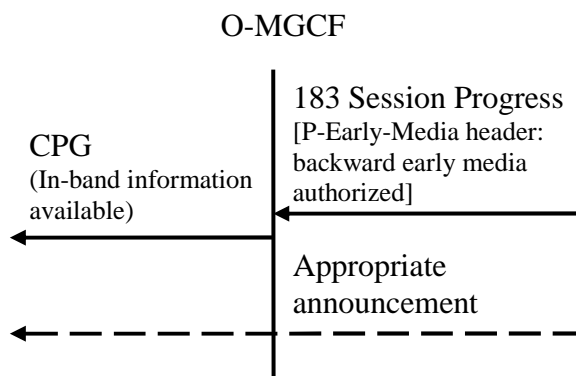 O-MGCF
183 Session Progress
[P-Early-Media header:
backward early media
authorized]
CPG
(In-band information
available)
Appropriate
announcement